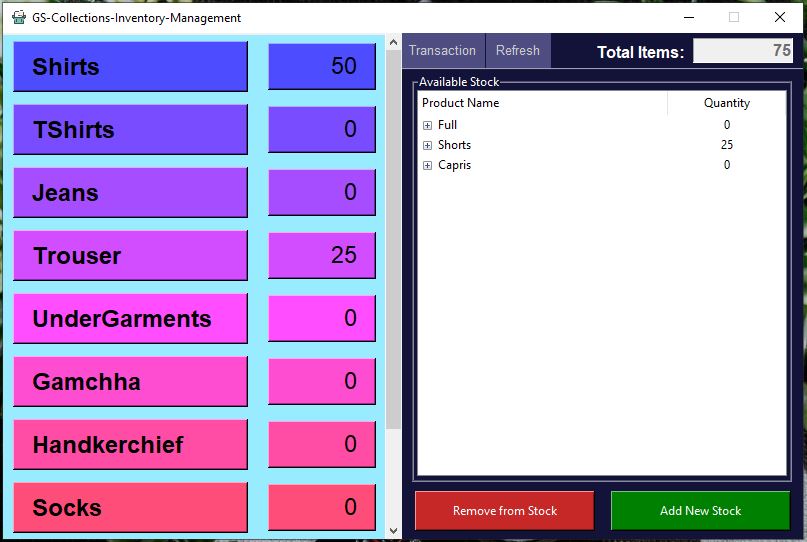 GS-Collections-Inventory-Management
Shirts 50
TShirts 0
Jeans 0
Trouser 25
UnderGarments 0
Gamchha 0
Handkerchief 0
Socks 0
Transaction Refresh Total Items: 75
Available Stock
Product Name Quantity
Full 0
Shorts 25
Capris 0
Remove from Stock Add New Stock